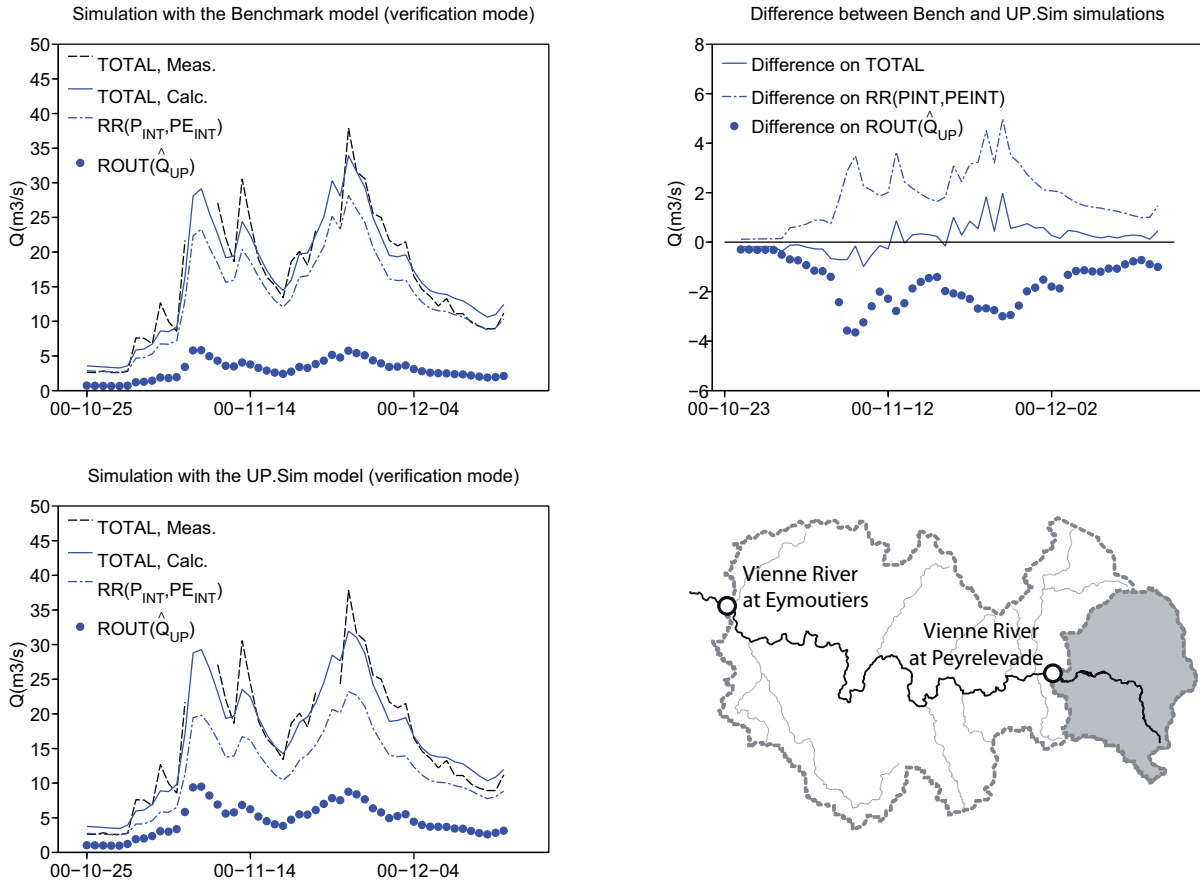 Simulation with the Benchmark model (verification mode)
50
45
40
35
30
25
20
15
10
5
0
Q(m3/s)
TOTAL, Meas.
TOTAL, Calc.
RR(P_INT,PE_INT)
ROUT(Q̂_UP)
00−10−25
00−11−14
00−12−04
Difference between Bench and UP.Sim simulations
8
6
4
2
0
−2
−4
−6
Q(m3/s)
Difference on TOTAL
Difference on RR(PINT,PEINT)
Difference on ROUT(Q̂_UP)
00−10−23
00−11−12
00−12−02
Simulation with the UP.Sim model (verification mode)
50
45
40
35
30
25
20
15
10
5
0
Q(m3/s)
TOTAL, Meas.
TOTAL, Calc.
RR(P_INT,PE_INT)
ROUT(Q̂_UP)
00−10−25
00−11−14
00−12−04
Vienne River
at Eymoutiers
Vienne River
at Peyrelevade